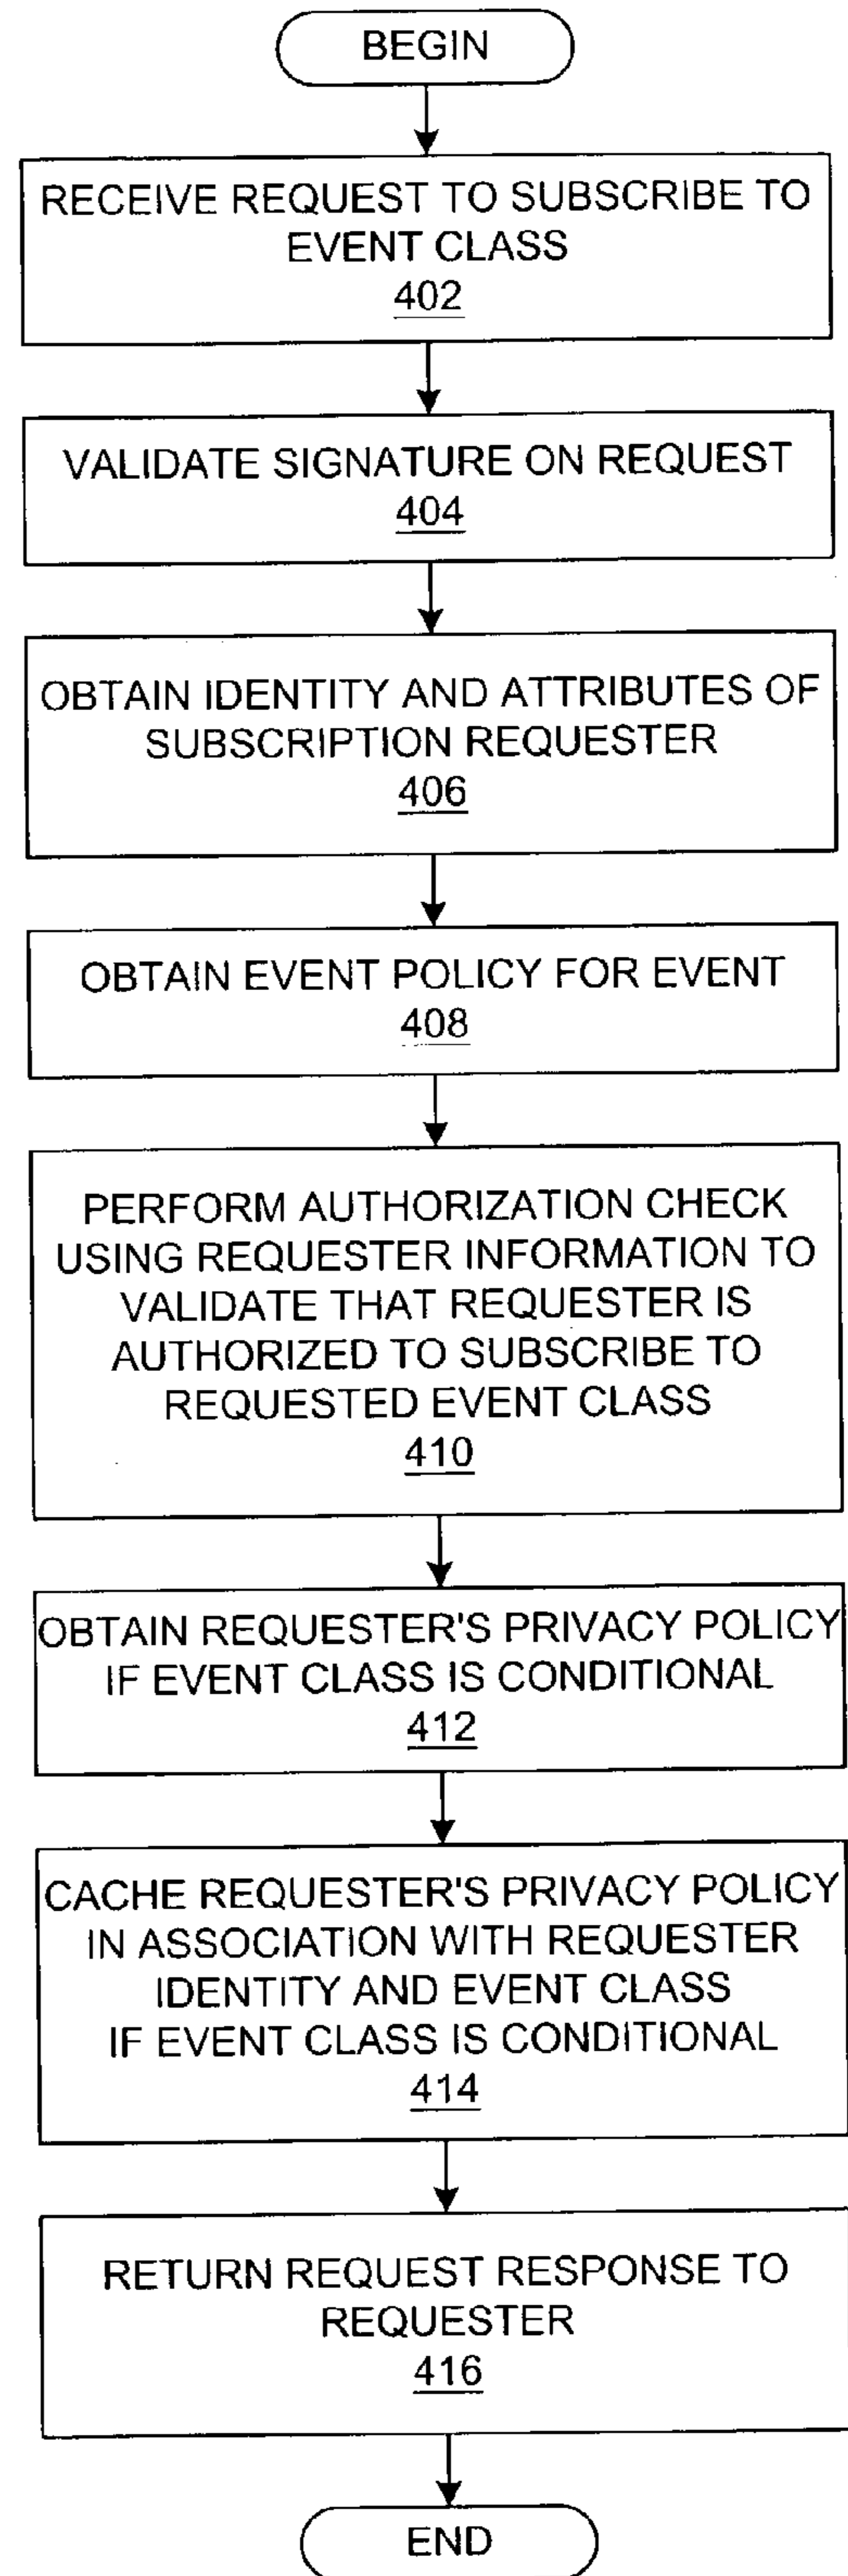 BEGIN
RECEIVE REQUEST TO SUBSCRIBE TO
EVENT CLASS
402
VALIDATE SIGNATURE ON REQUEST
404
OBTAIN IDENTITY AND ATTRIBUTES OF
SUBSCRIPTION REQUESTER
406
OBTAIN EVENT POLICY FOR EVENT
408
PERFORM AUTHORIZATION CHECK
USING REQUESTER INFORMATION TO
VALIDATE THAT REQUESTER IS
AUTHORIZED TO SUBSCRIBE TO
REQUESTED EVENT CLASS
410
OBTAIN REQUESTER'S PRIVACY POLICY
IF EVENT CLASS IS CONDITIONAL
412
CACHE REQUESTER'S PRIVACY POLICY
IN ASSOCIATION WITH REQUESTER
IDENTITY AND EVENT CLASS
IF EVENT CLASS IS CONDITIONAL
414
RETURN REQUEST RESPONSE TO
REQUESTER
416
END